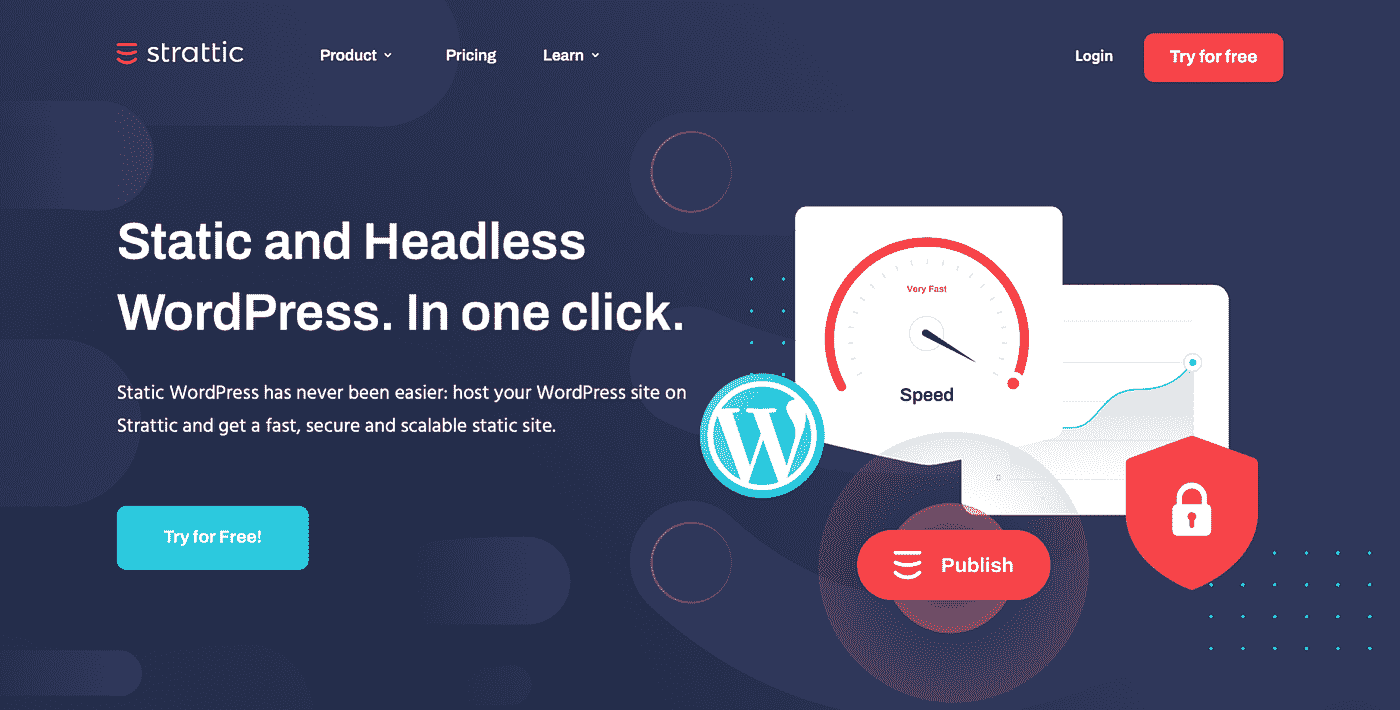 strattic
Product
Pricing
Learn
Login
Try for free
Static and Headless
WordPress. In one click.
Static WordPress has never been easier: host your WordPress site on
Strattic and get a fast, secure and scalable static site.
Try for Free!
Very Fast
Speed
0
W
Publish